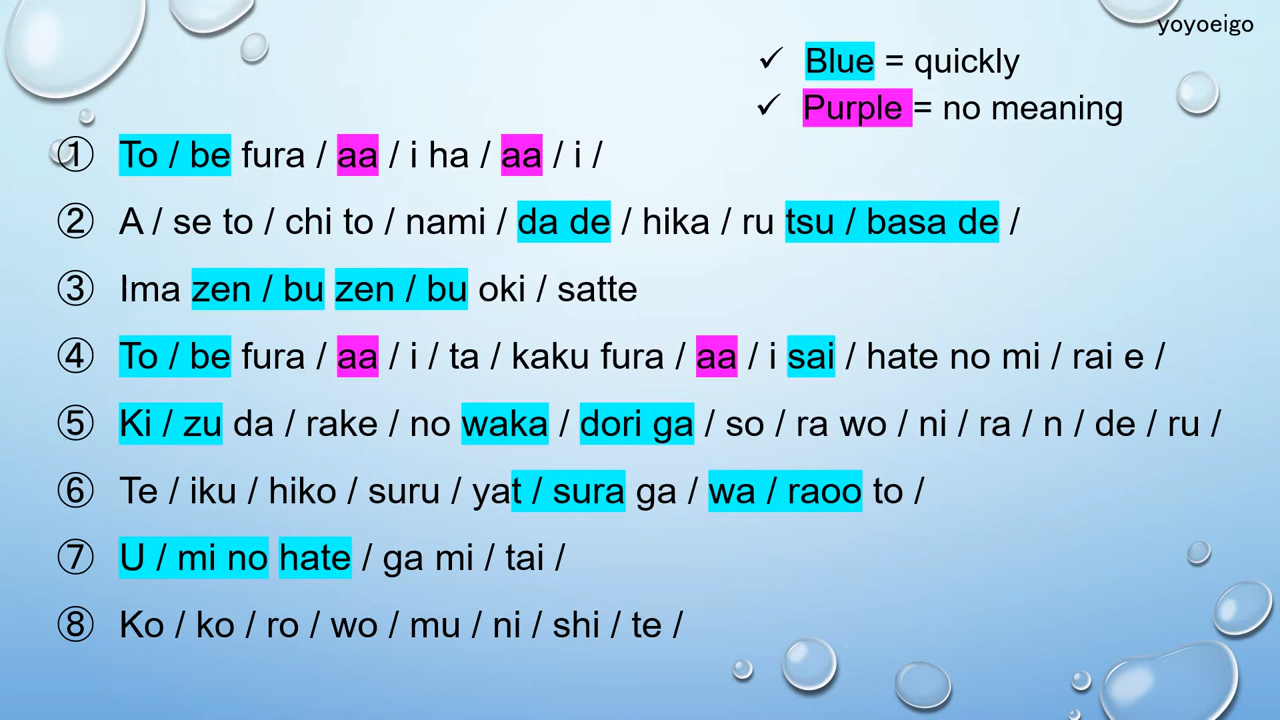 yoyoeigo
✓ Blue = quickly
✓ Purple = no meaning
① To / be fura / aa / i ha / aa / i /
② A / se to / chi to / nami / da de / hika / ru tsu / basa de /
③ Ima zen / bu zen / bu oki / satte
④ To / be fura / aa / i / ta / kaku fura / aa / i sai / hate no mi / rai e /
⑤ Ki / zu da / rake / no waka / dori ga / so / ra wo / ni / ra / n / de / ru /
⑥ Te / iku / hiko / suru / yat / sura ga / wa / raoo to /
⑦ U / mi no hate / ga mi / tai /
⑧ Ko / ko / ro / wo / mu / ni / shi / te /